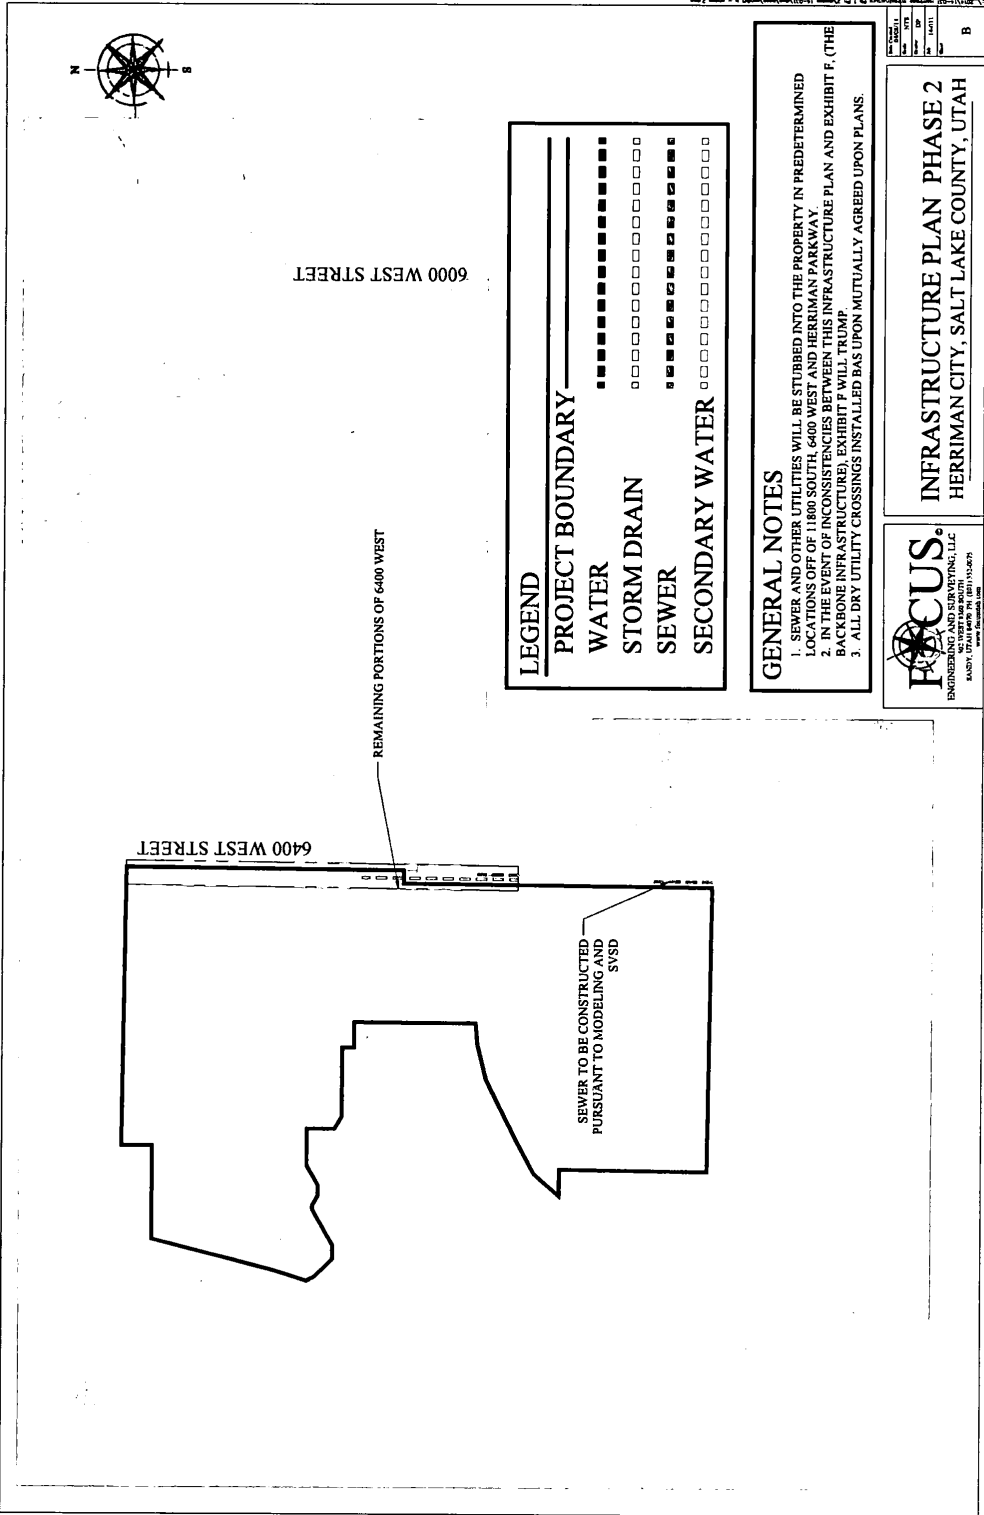 N
S
6000 WEST STREET
6400 WEST STREET
REMAINING PORTIONS OF 6400 WEST
SEWER TO BE CONSTRUCTED
PURSUANT TO MODELING AND
SVSD
LEGEND
PROJECT BOUNDARY
WATER
STORM DRAIN
SEWER
SECONDARY WATER
GENERAL NOTES
1. SEWER AND OTHER UTILITIES WILL BE STUBBED INTO THE PROPERTY IN PREDETERMINED
LOCATIONS OFF OF 11800 SOUTH, 6400 WEST AND HERRIMAN PARKWAY.
2. IN THE EVENT OF INCONSISTENCIES BETWEEN THIS INFRASTRUCTURE PLAN AND EXHIBIT F, (THE
BACKBONE INFRASTRUCTURE), EXHIBIT F WILL TRUMP.
3. ALL DRY UTILITY CROSSINGS INSTALLED BAS UPON MUTUALLY AGREED UPON PLANS.
FOCUS
ENGINEERING AND SURVEYING, LLC
INFRASTRUCTURE PLAN PHASE 2
HERRIMAN CITY, SALT LAKE COUNTY, UTAH
NTS
DP
B